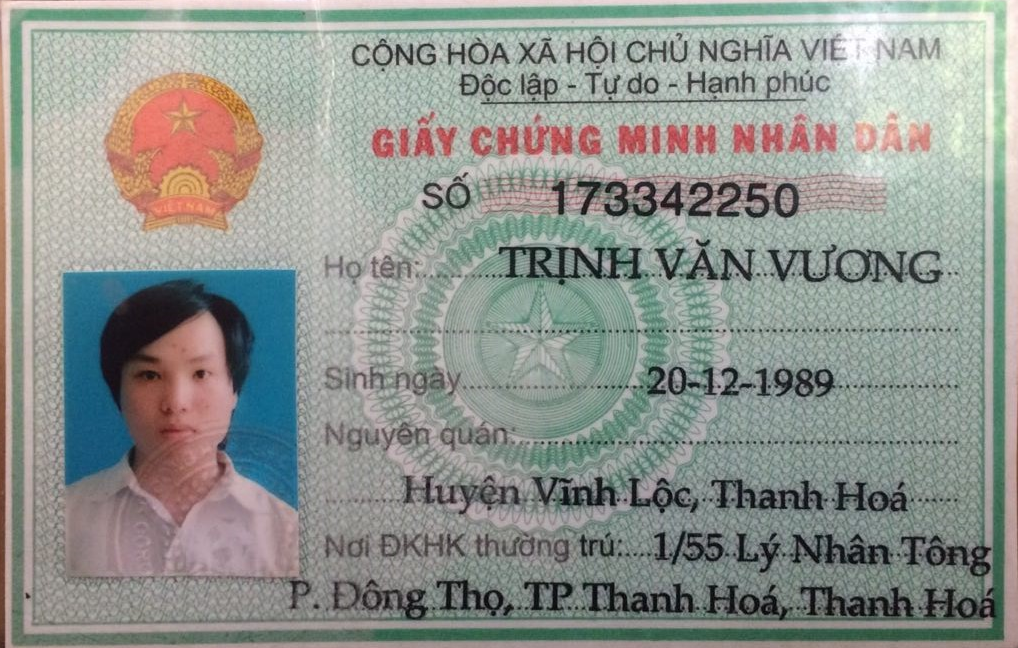 CỘNG HÒA XÃ HỘI CHỦ NGHĨA VIỆT NAM
Độc lập - Tự do - Hạnh phúc
GIẤY CHỨNG MINH NHÂN DÂN
SỐ 173342250
VIỆT NAM
Họ tên: TRỊNH VĂN VƯƠNG
Sinh ngày 20-12-1989
Nguyên quán:
Huyện Vĩnh Lộc, Thanh Hoá
Nơi ĐKHK thường trú: 1/55 Lý Nhân Tông
P. Đông Thọ, TP Thanh Hoá, Thanh Hoá